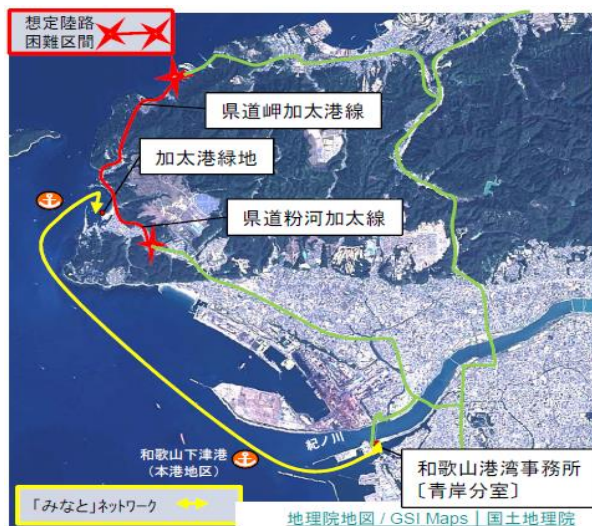 想定陸路
困難区間
県道岬加太港線
加太港緑地
県道粉河加太線
紀ノ川
和歌山下津港
(本港地区)
和歌山港湾事務所
〔青岸分室〕
「みなと」ネットワーク
地理院地図 / GSI Maps | 国土地理院